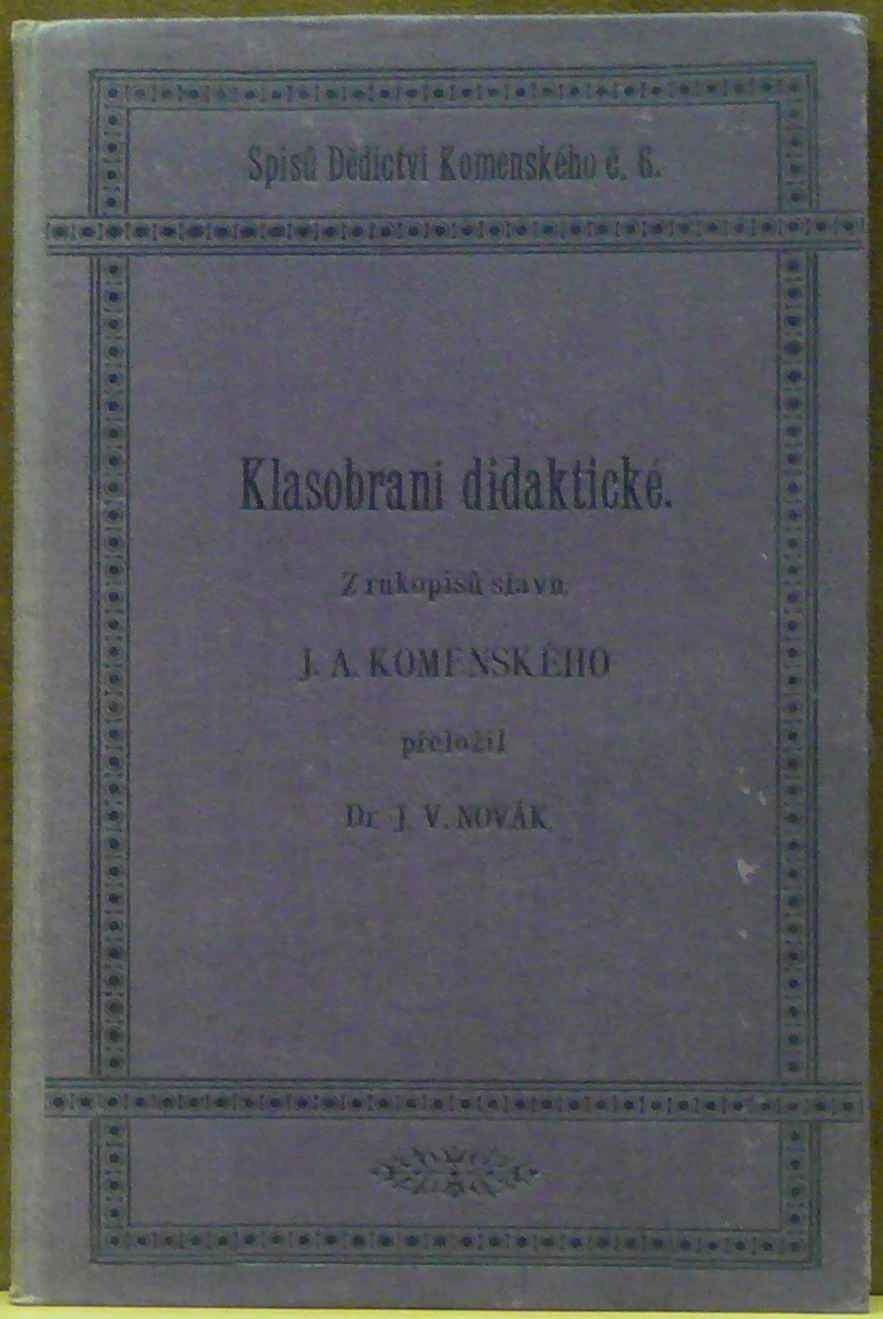 Spisů Dědictví Komenského č. 6.
Klasobraní didaktické.
Z rukopisů slavn.
J. A. KOMENSKÉHO
přeložil
Dr. J. V. NOVÁK.